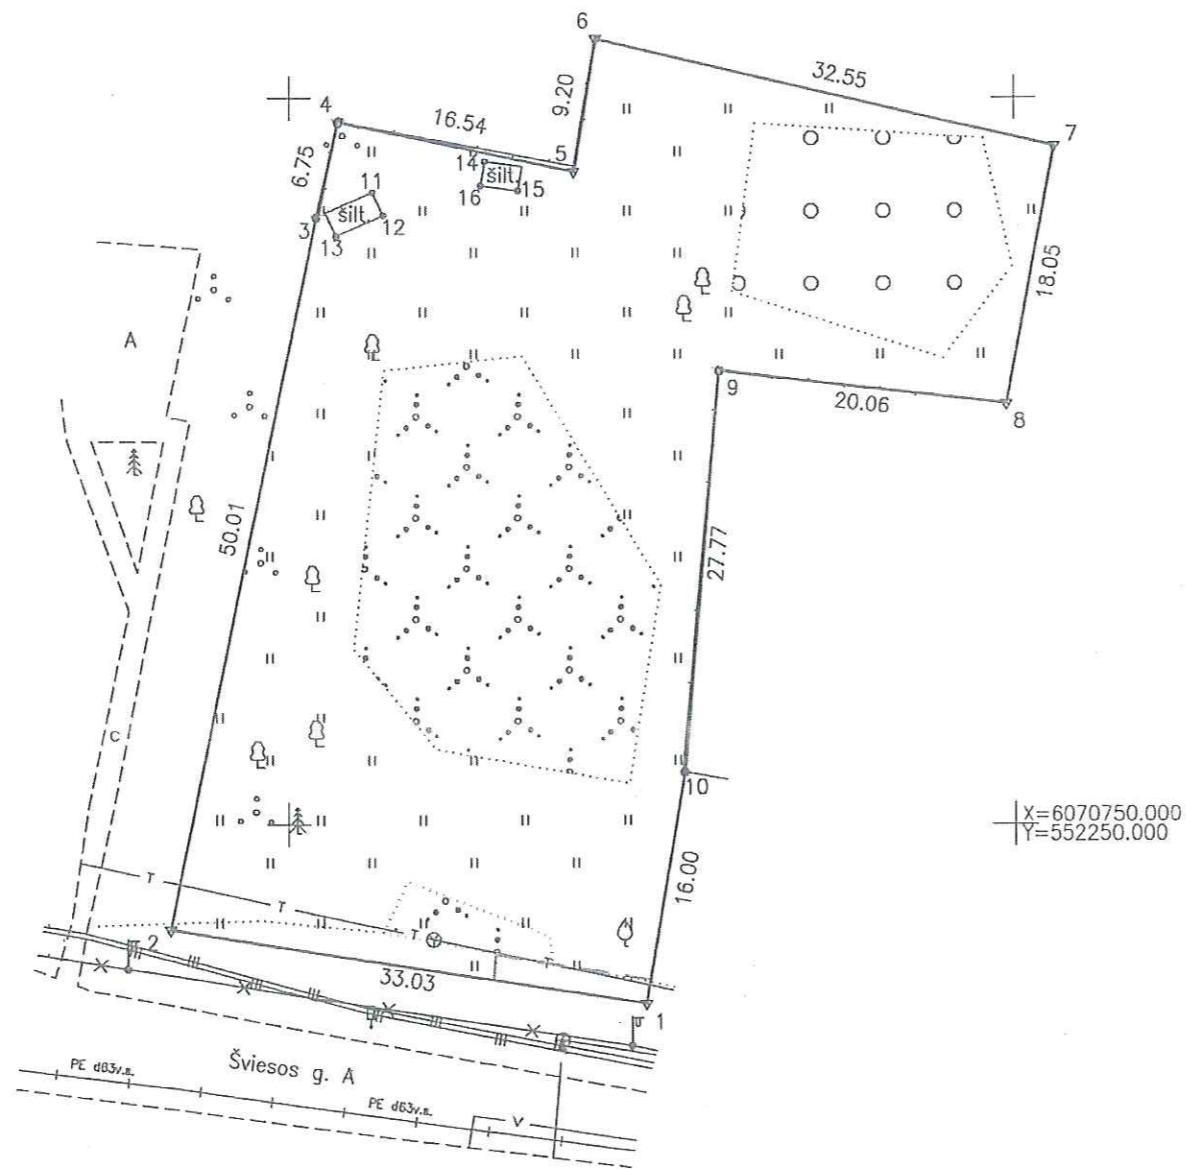 6
32.55
9.20
4
16.54
7
5
6.75
14
šilt.
11
16
15
3
šilt.
12
13
18.05
A
9
20.06
8
50.01
27.77
C
10
X=6070750.000
Y=552250.000
16.00
T
T
T
T
2
33.03
1
Šviesos g. A
PE d63v.s.
PE d63v.s.
V